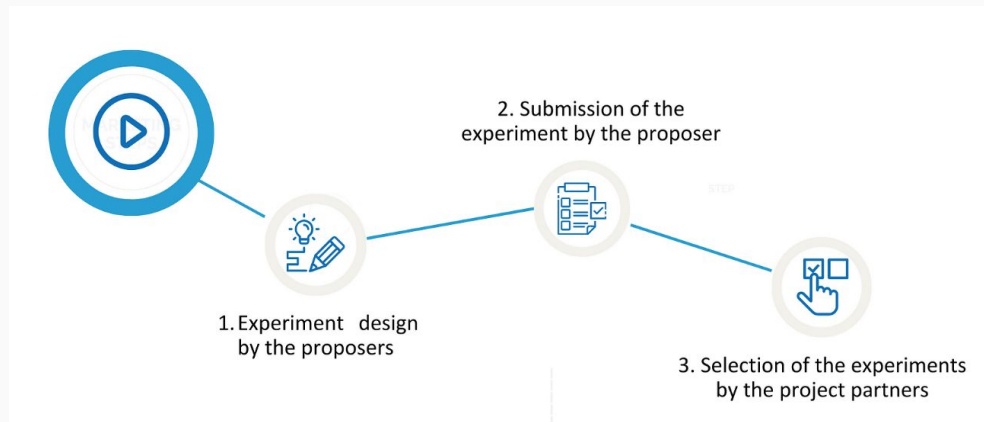 2. Submission of the
experiment by the proposer
STEP
1. Experiment design
by the proposers
3. Selection of the experiments
by the project partners